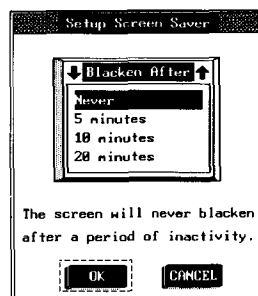 Setup Screen Saver
Blacken After
Never
5 minutes
10 minutes
20 minutes
The screen will never blacken
after a period of inactivity.
OK
CANCEL